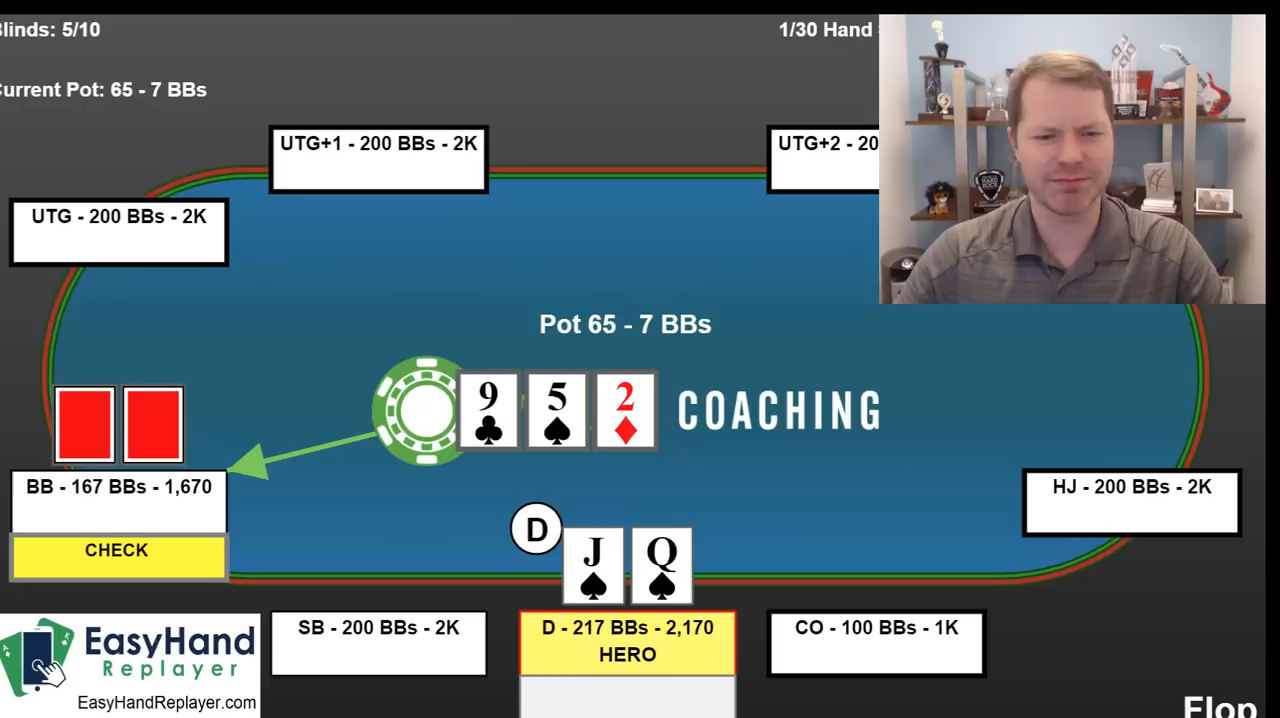 linds: 5/10
1/30 Hand
urrent Pot: 65 - 7 BBs
UTG+1 - 200 BBs - 2K
UTG+2 - 20
UTG - 200 BBs - 2K
Pot 65 - 7 BBs
9 5 2
COACHING
BB - 167 BBs - 1,670
CHECK
HJ - 200 BBs - 2K
D
J Q
SB - 200 BBs - 2K
D - 217 BBs - 2,170
HERO
CO - 100 BBs - 1K
EasyHand
Replayer
EasyHandReplayer.com
Flop